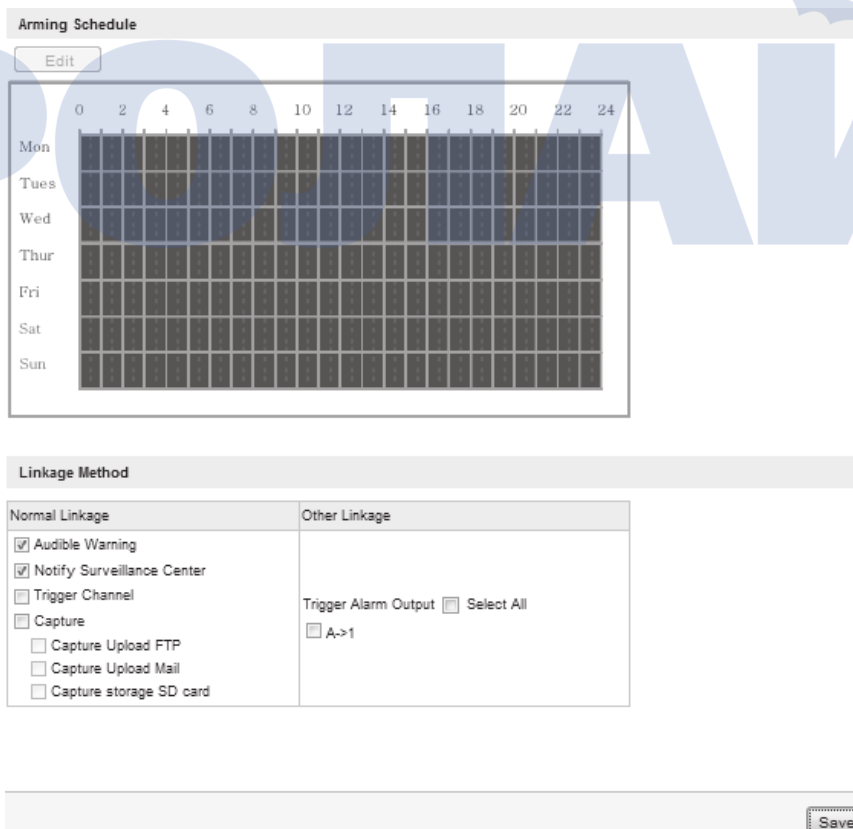 Arming Schedule
Edit
0 2 4 6 8 10 12 14 16 18 20 22 24
Mon
Tues
Wed
Thur
Fri
Sat
Sun
Linkage Method
Normal Linkage
Other Linkage
Audible Warning
Notify Surveillance Center
Trigger Channel
Capture
Capture Upload FTP
Capture Upload Mail
Capture storage SD card
Trigger Alarm Output Select All
A->1
Save